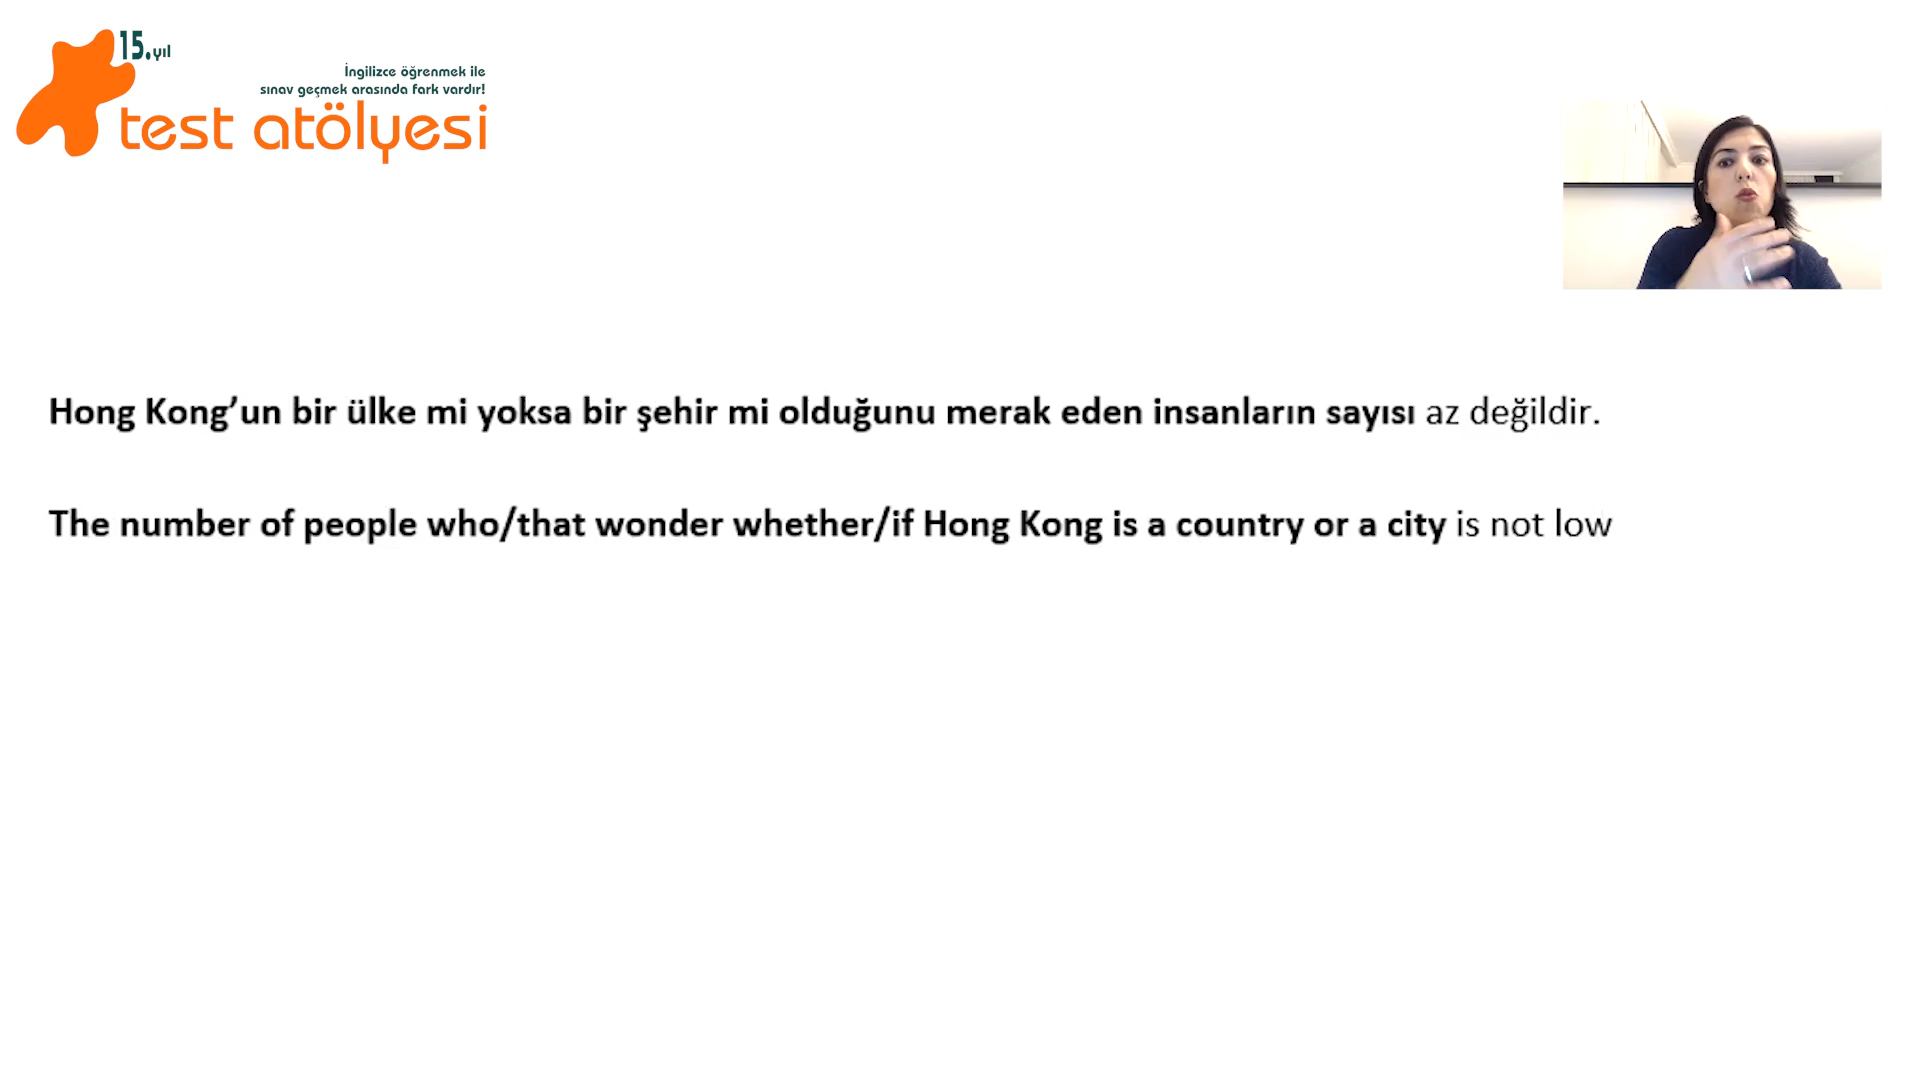 15.yıl
İngilizce öğrenmek ile
sınav geçmek arasında fark vardır!
test atölyesi
Hong Kong’un bir ülke mi yoksa bir şehir mi olduğunu merak eden insanların sayısı az değildir.
The number of people who/that wonder whether/if Hong Kong is a country or a city is not low